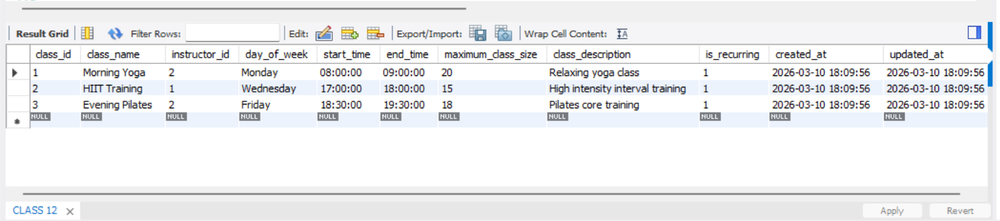 Result Grid Filter Rows: Edit: Export/Import: Wrap Cell Content: IA
class_id class_name instructor_id day_of_week start_time end_time maximum_class_size class_description is_recurring created_at updated_at
1 Morning Yoga 2 Monday 08:00:00 09:00:00 20 Relaxing yoga class 1 2026-03-10 18:09:56 2026-03-10 18:09:56
2 HIIT Training 1 Wednesday 17:00:00 18:00:00 15 High intensity interval training 1 2026-03-10 18:09:56 2026-03-10 18:09:56
3 Evening Pilates 2 Friday 18:30:00 19:30:00 18 Pilates core training 1 2026-03-10 18:09:56 2026-03-10 18:09:56
NULL NULL NULL NULL NULL NULL NULL NULL NULL NULL NULL
CLASS 12 Apply Revert